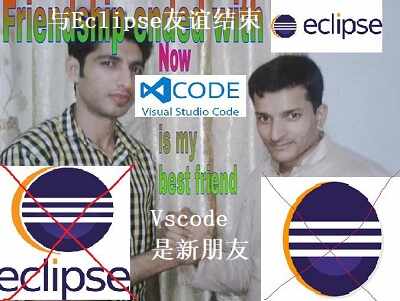 与Eclipse友谊结束
Friendship ended with
eclipse
Now
CODE
Visual Studio Code
is my
best friend
Vscode
是新朋友
eclipse